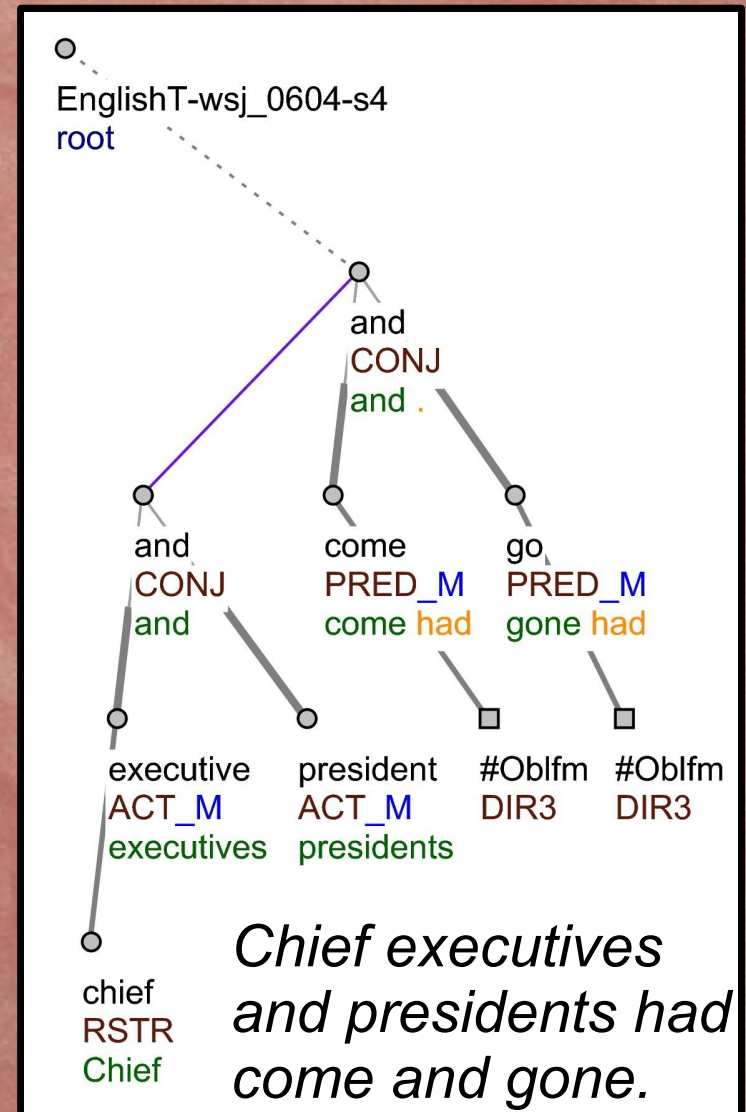 EnglishT-wsj_0604-s4
root
and
CONJ
and .
and
CONJ
and
come
PRED_M
come had
go
PRED_M
gone had
executive
ACT_M
executives
president
ACT_M
presidents
#Oblfm
DIR3
#Oblfm
DIR3
chief
RSTR
Chief
Chief executives
and presidents had
come and gone.